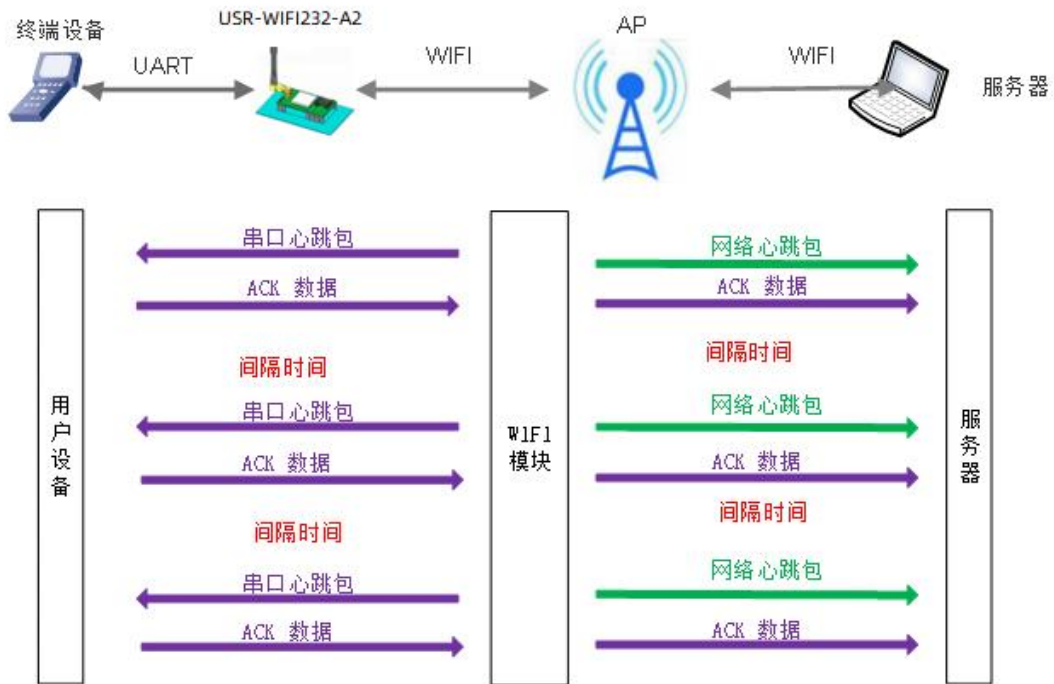 USR-WIFI232-A2
终端设备
UART
WIFI
AP
WIFI
服务器
串口心跳包
网络心跳包
ACK 数据
ACK 数据
间隔时间
间隔时间
串口心跳包
网络心跳包
ACK 数据
ACK 数据
间隔时间
间隔时间
串口心跳包
网络心跳包
ACK 数据
ACK 数据
用户设备
WIFI
模块
服务器